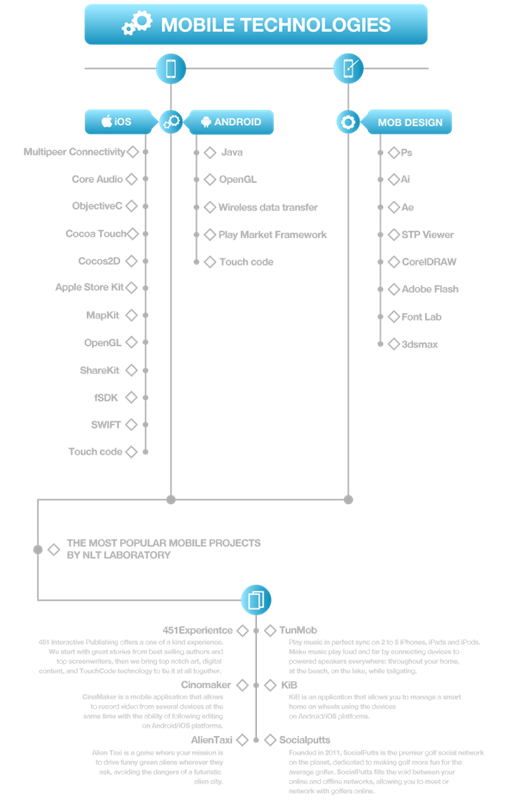 MOBILE TECHNOLOGIES
iOS
Multipeer Connectivity
Core Audio
ObjectiveC
Cocoa Touch
Cocos2D
Apple Store Kit
MapKit
OpenGL
ShareKit
fSDK
SWIFT
Touch code
ANDROID
Java
OpenGL
Wireless data transfer
Play Market Framework
Touch code
MOB DESIGN
Ps
Ai
Ae
STP Viewer
CorelDRAW
Adobe Flash
Font Lab
3dsmax
THE MOST POPULAR MOBILE PROJECTS
BY NLT LABORATORY
451Experientce
451 Interactive Publishing offers a one of a kind experience.
We start with great stories from best selling authors and
top screenwriters, then we bring top notch art, digital
content, and TouchCode technology to tie it all together.
TunMob
Play music in perfect sync on 2 to 5 iPhones, iPads and iPods.
Make music play loud and far by connecting devices to
powered speakers everywhere: throughout your home,
at the beach, on the lake, while tailgating.
Cinomaker
CineMaker is a mobile application that allows
to record video from several devices at the
same time with the ability of following editing
on Android/iOS platforms.
KiB
KiB is an application that allows you to manage a smart
home on wheels using the devices
on Android/iOS platforms.
AlienTaxi
Alien Taxi is a game where your mission is
to drive funny green aliens wherever they
ask, avoiding the dangers of a futuristic
alien city.
Socialputts
Founded in 2011, SocialPutts is the premier golf social network
on the planet, dedicated to making golf more fun for the
average golfer. SocialPutts fills the void between your
online and offline networks, allowing you to meet or
network with golfers online.